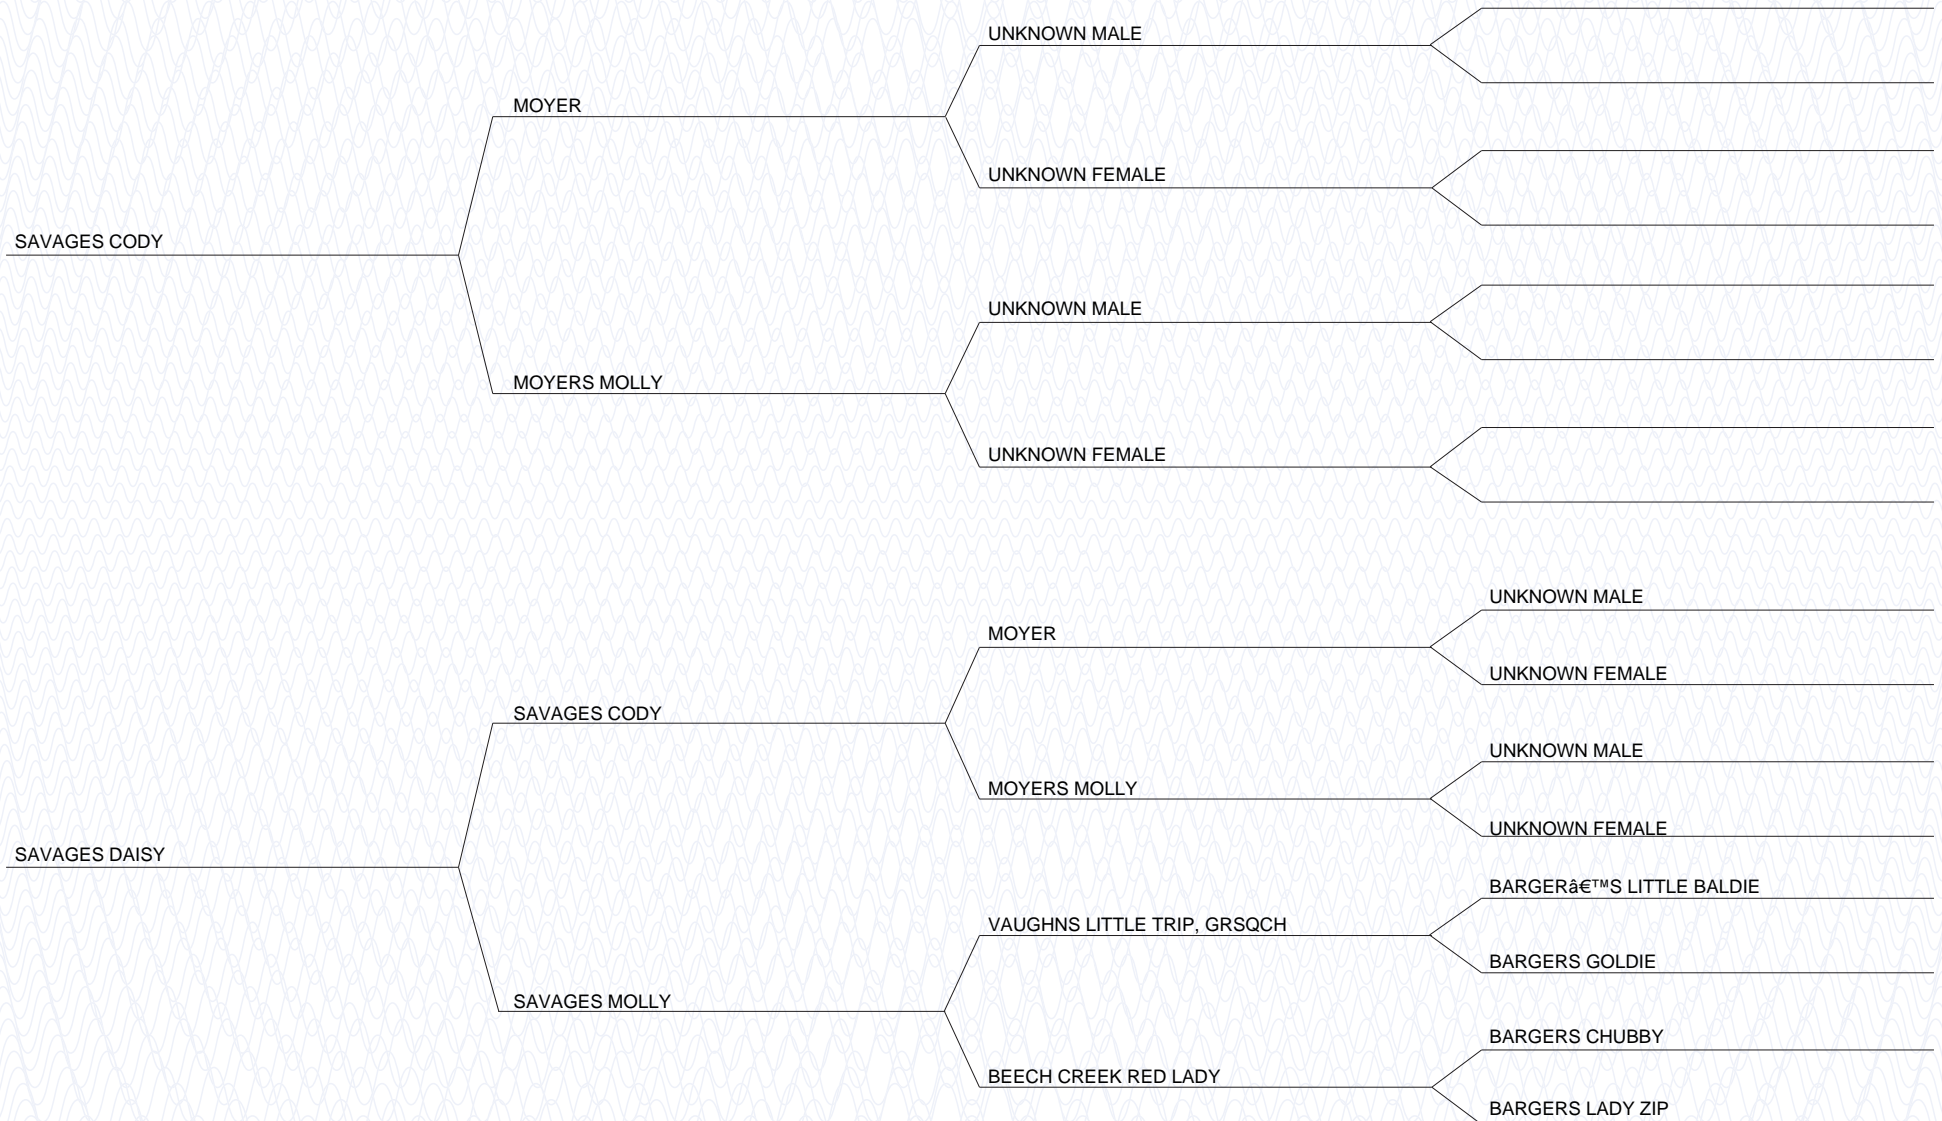 UNKNOWN MALE
MOYER
UNKNOWN FEMALE
SAVAGES CODY
UNKNOWN MALE
MOYERS MOLLY
UNKNOWN FEMALE
UNKNOWN MALE
MOYER
UNKNOWN FEMALE
SAVAGES CODY
UNKNOWN MALE
MOYERS MOLLY
UNKNOWN FEMALE
SAVAGES DAISY
BARGER’S LITTLE BALDIE
VAUGHNS LITTLE TRIP, GRSQCH
BARGERS GOLDIE
SAVAGES MOLLY
BARGERS CHUBBY
BEECH CREEK RED LADY
BARGERS LADY ZIP